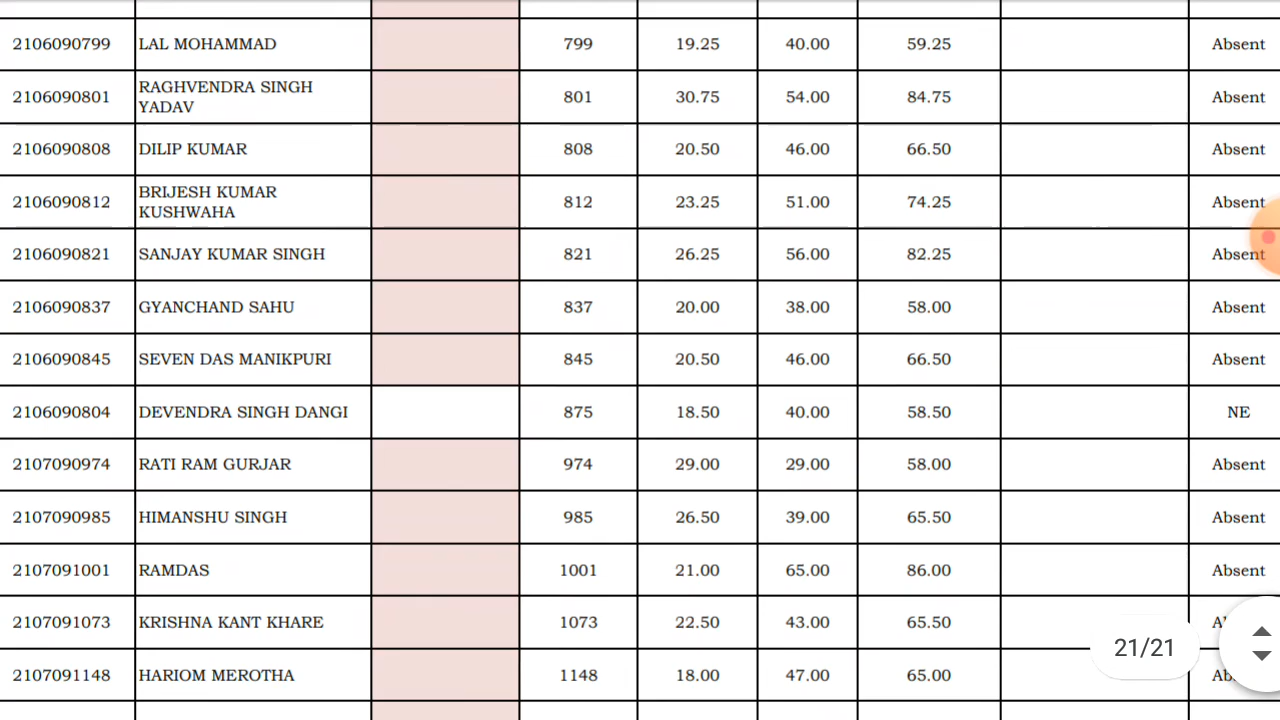 2106090799 LAL MOHAMMAD 799 19.25 40.00 59.25 Absent
2106090801 RAGHVENDRA SINGH 801 30.75 54.00 84.75 Absent
YADAV
2106090808 DILIP KUMAR 808 20.50 46.00 66.50 Absent
2106090812 BRIJESH KUMAR 812 23.25 51.00 74.25 Absent
KUSHWAHA
2106090821 SANJAY KUMAR SINGH 821 26.25 56.00 82.25 Absent
2106090837 GYANCHAND SAHU 837 20.00 38.00 58.00 Absent
2106090845 SEVEN DAS MANIKPURI 845 20.50 46.00 66.50 Absent
2106090804 DEVENDRA SINGH DANGI 875 18.50 40.00 58.50 NE
2107090974 RATI RAM GURJAR 974 29.00 29.00 58.00 Absent
2107090985 HIMANSHU SINGH 985 26.50 39.00 65.50 Absent
2107091001 RAMDAS 1001 21.00 65.00 86.00 Absent
2107091073 KRISHNA KANT KHARE 1073 22.50 43.00 65.50
21/21
2107091148 HARIOM MEROTHA 1148 18.00 47.00 65.00